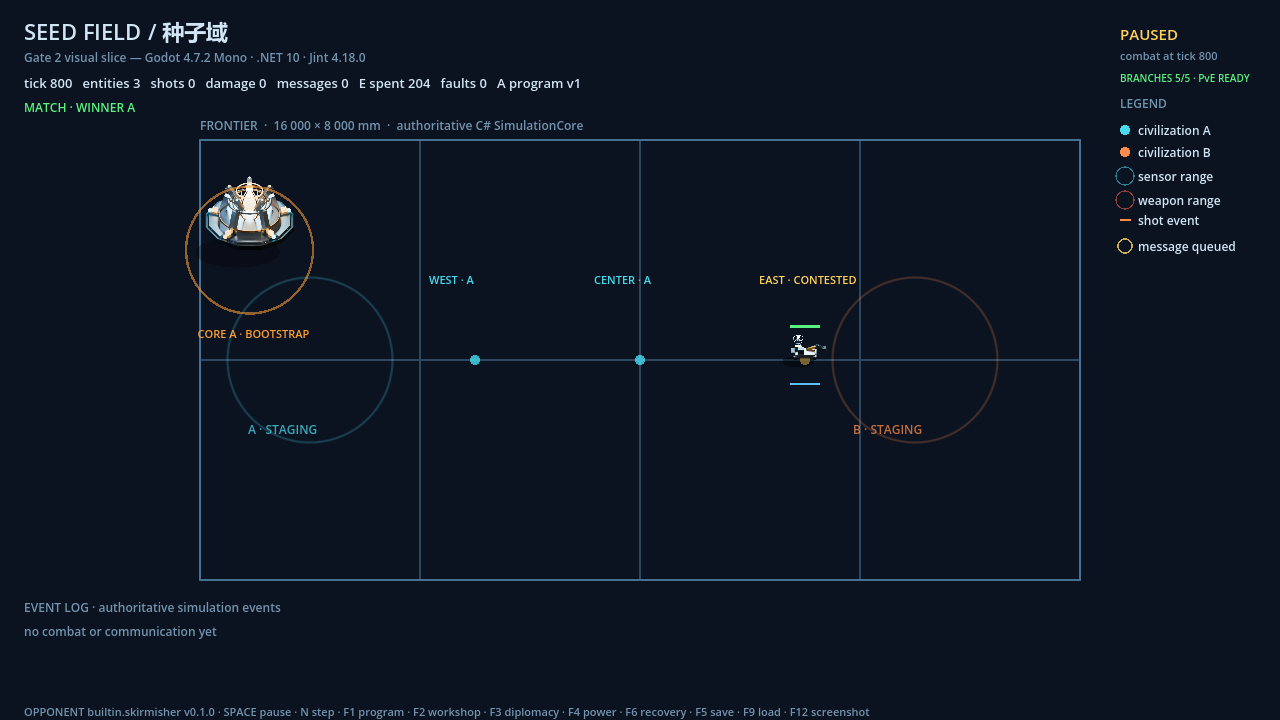 SEED FIELD / 种子域
Gate 2 visual slice — Godot 4.7.2 Mono · .NET 10 · Jint 4.18.0
tick 800 entities 3 shots 0 damage 0 messages 0 E spent 204 faults 0 A program v1
MATCH · WINNER A
PAUSED
combat at tick 800
BRANCHES 5/5 · PvE READY
LEGEND
civilization A
civilization B
sensor range
weapon range
shot event
message queued
FRONTIER · 16 000 × 8 000 mm · authoritative C# SimulationCore
WEST · A
CENTER · A
EAST · CONTESTED
CORE A · BOOTSTRAP
A · STAGING
B · STAGING
EVENT LOG · authoritative simulation events
no combat or communication yet
OPPONENT builtin.skirmisher v0.1.0 · SPACE pause · N step · F1 program · F2 workshop · F3 diplomacy · F4 power · F6 recovery · F5 save · F9 load · F12 screenshot